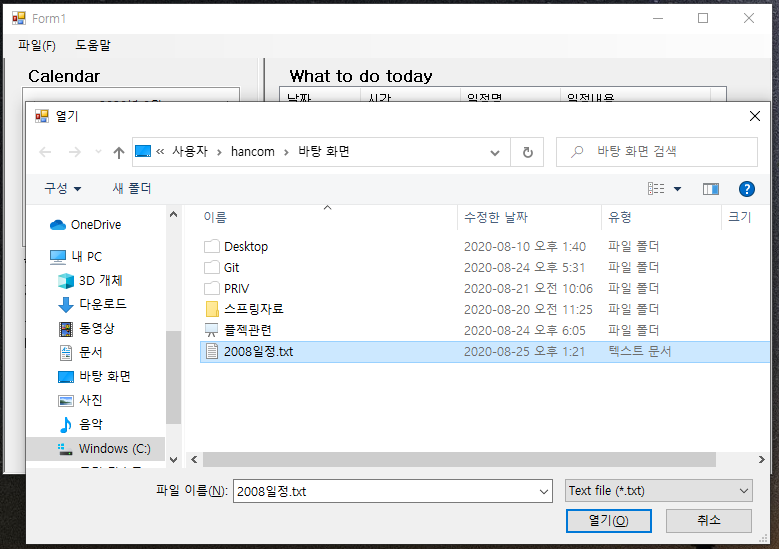 Form1
파일(F) 도움말
Calendar What to do today
날짜 시간 일정명 일정내용
열기
« 사용자 › hancom › 바탕 화면 바탕 화면 검색
구성 새 폴더
이름 수정한 날짜 유형 크기
OneDrive
내 PC
3D 개체
다운로드
동영상
문서
바탕 화면
사진
음악
Windows (C:)
Desktop 2020-08-10 오후 1:40 파일 폴더
Git 2020-08-24 오후 5:31 파일 폴더
PRIV 2020-08-21 오전 10:06 파일 폴더
스프링자료 2020-08-20 오전 11:25 파일 폴더
플젝관련 2020-08-24 오후 6:05 파일 폴더
2008일정.txt 2020-08-25 오후 1:21 텍스트 문서
파일 이름(N): 2008일정.txt Text file (*.txt)
열기(O) 취소